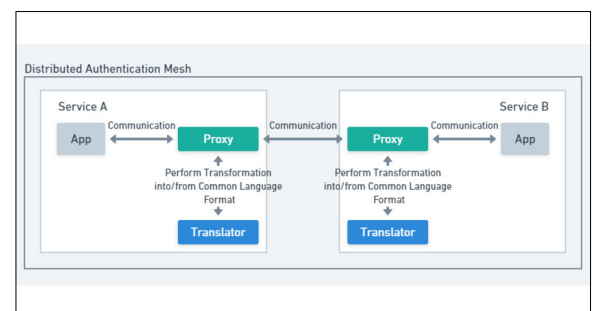 Distributed Authentication Mesh
Service A
Service B
App
Communication
Proxy
Communication
Proxy
Communication
App
Perform Transformation
into/from Common Language
Format
Perform Transformation
into/from Common Language
Format
Translator
Translator